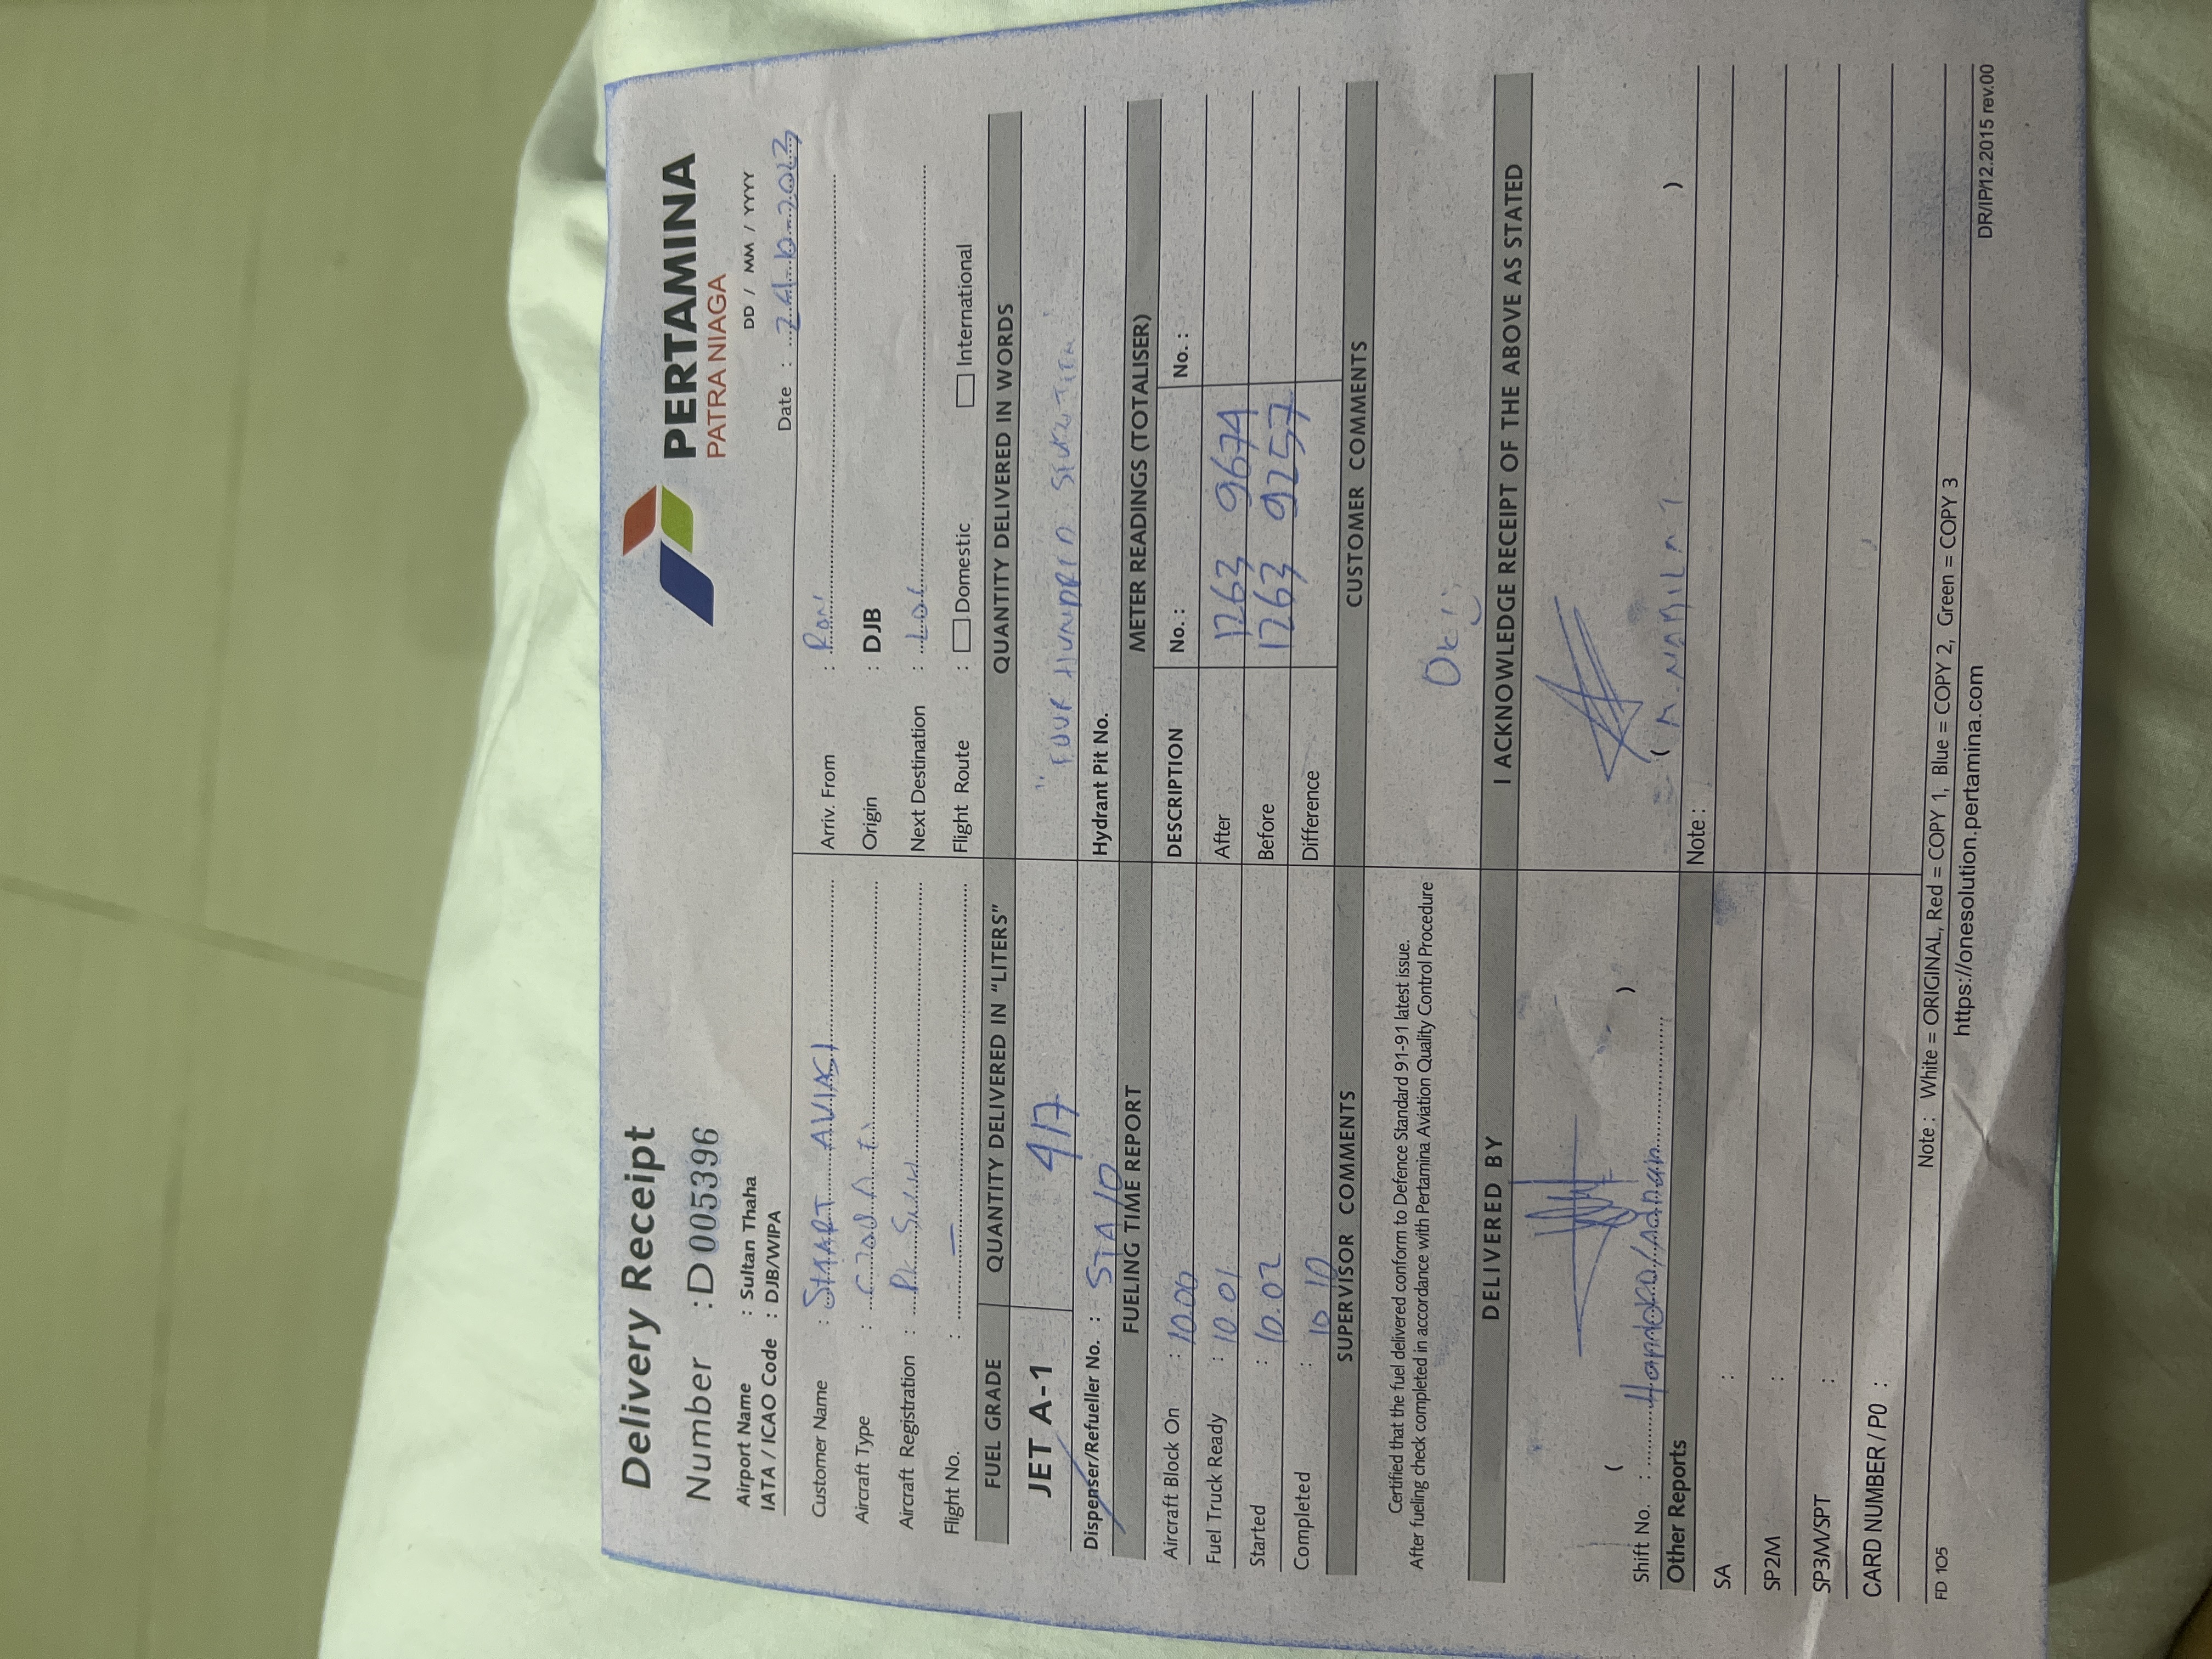 Delivery Receipt
PERTAMINA
PATRA NIAGA
Number : D 005396
DD / MM / YYYY
Airport Name : Sultan Thaha
IATA / ICAO Code : DJB/WIPA
Date :
Customer Name : SMART AVIASI
Arriv. From :
Aircraft Type : C 208
Origin : DJB
Aircraft Registration : PK
Next Destination :
Flight No. : –
Flight Route : Domestic International
FUEL GRADE QUANTITY DELIVERED IN “LITERS” QUANTITY DELIVERED IN WORDS
JET A-1 417 " FOUR HUNDRED
Dispenser/Refueller No. : STA 10 Hydrant Pit No.
FUELING TIME REPORT METER READINGS (TOTALISER)
Aircraft Block On : 10.00 DESCRIPTION No. : No. :
Fuel Truck Ready : 10.01 After 1263 9674
Started : 10.02 Before 1263 9257
Completed : 10 10 Difference
SUPERVISOR COMMENTS CUSTOMER COMMENTS
Certified that the fuel delivered conform to Defence Standard 91-91 latest issue.
After fueling check completed in accordance with Pertamina Aviation Quality Control Procedure
Ok!
DELIVERED BY I ACKNOWLEDGE RECEIPT OF THE ABOVE AS STATED
( ) ( )
Shift No. : /Adnan
Other Reports Note :
SA :
SP2M :
SP3M/SPT :
CARD NUMBER / P0 :
Note : White = ORIGINAL, Red = COPY 1, Blue = COPY 2, Green = COPY 3
FD 105 https://onesolution.pertamina.com DR/IP/12.2015 rev.00